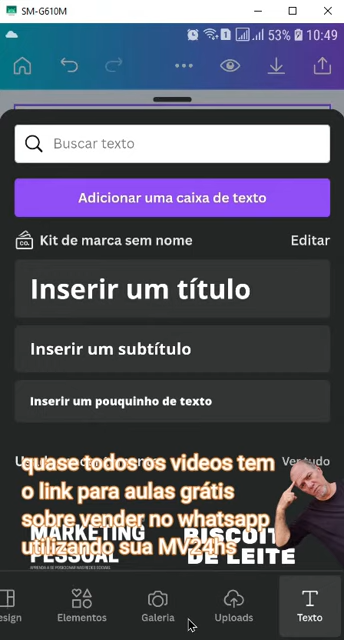 SM-G610M
53% 10:49
Buscar texto
Adicionar uma caixa de texto
CO. Kit de marca sem nome Editar
Inserir um título
Inserir um subtítulo
Inserir um pouquinho de texto
Ver tudo
quase todos os videos tem
o link para aulas grátis
sobre vender no whatsapp
utilizando sua MV24hs
MARKETING
PESSOAL
BISCOITO
DE LEITE
esign Elementos Galeria Uploads Texto